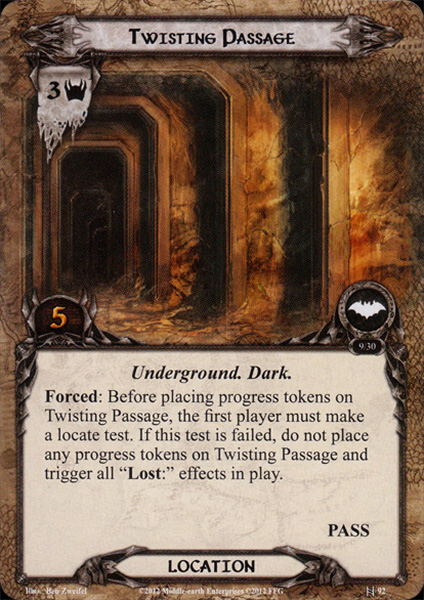 TWISTING PASSAGE
3
5
9/30
Underground. Dark.
Forced: Before placing progress tokens on
Twisting Passage, the first player must make
a locate test. If this test is failed, do not place
any progress tokens on Twisting Passage and
trigger all “Lost:” effects in play.
PASS
LOCATION
Illus. Ben Zweifel ©2012 Middle-earth Enterprises ©2012 FFG 92